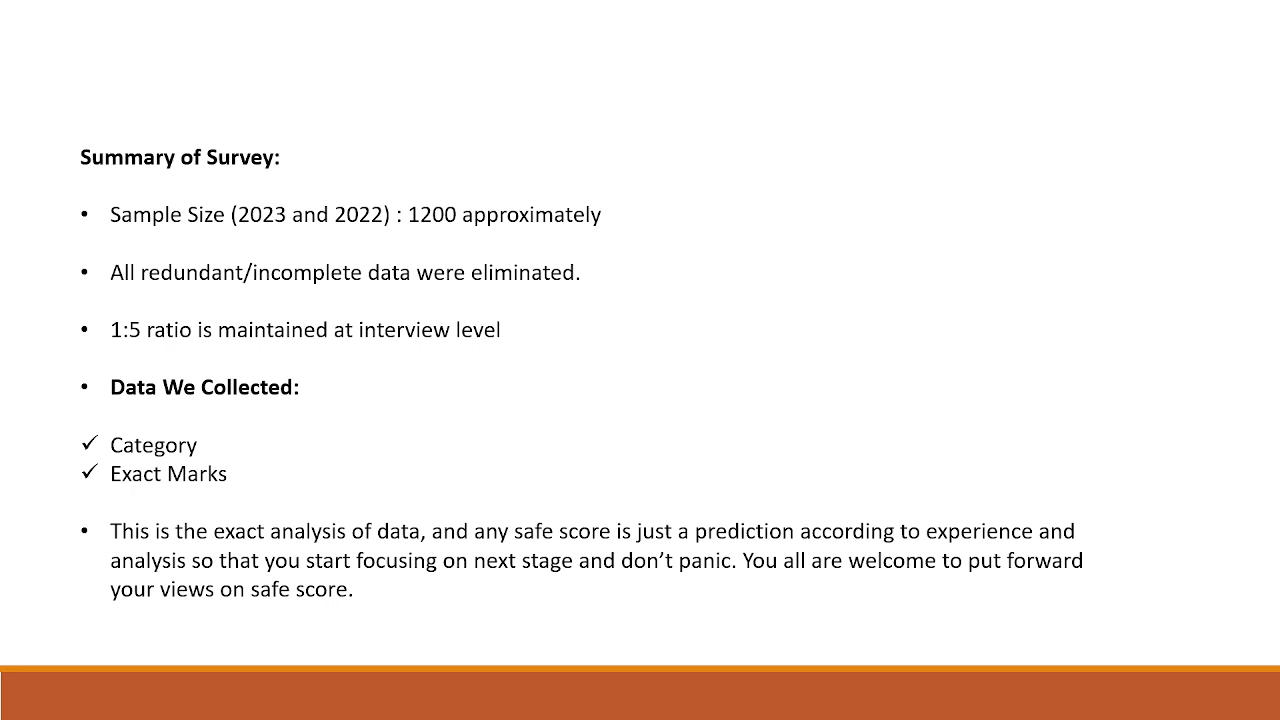 Summary of Survey:
• Sample Size (2023 and 2022) : 1200 approximately
• All redundant/incomplete data were eliminated.
• 1:5 ratio is maintained at interview level
• Data We Collected:
✓ Category
✓ Exact Marks
• This is the exact analysis of data, and any safe score is just a prediction according to experience and
analysis so that you start focusing on next stage and don’t panic. You all are welcome to put forward
your views on safe score.